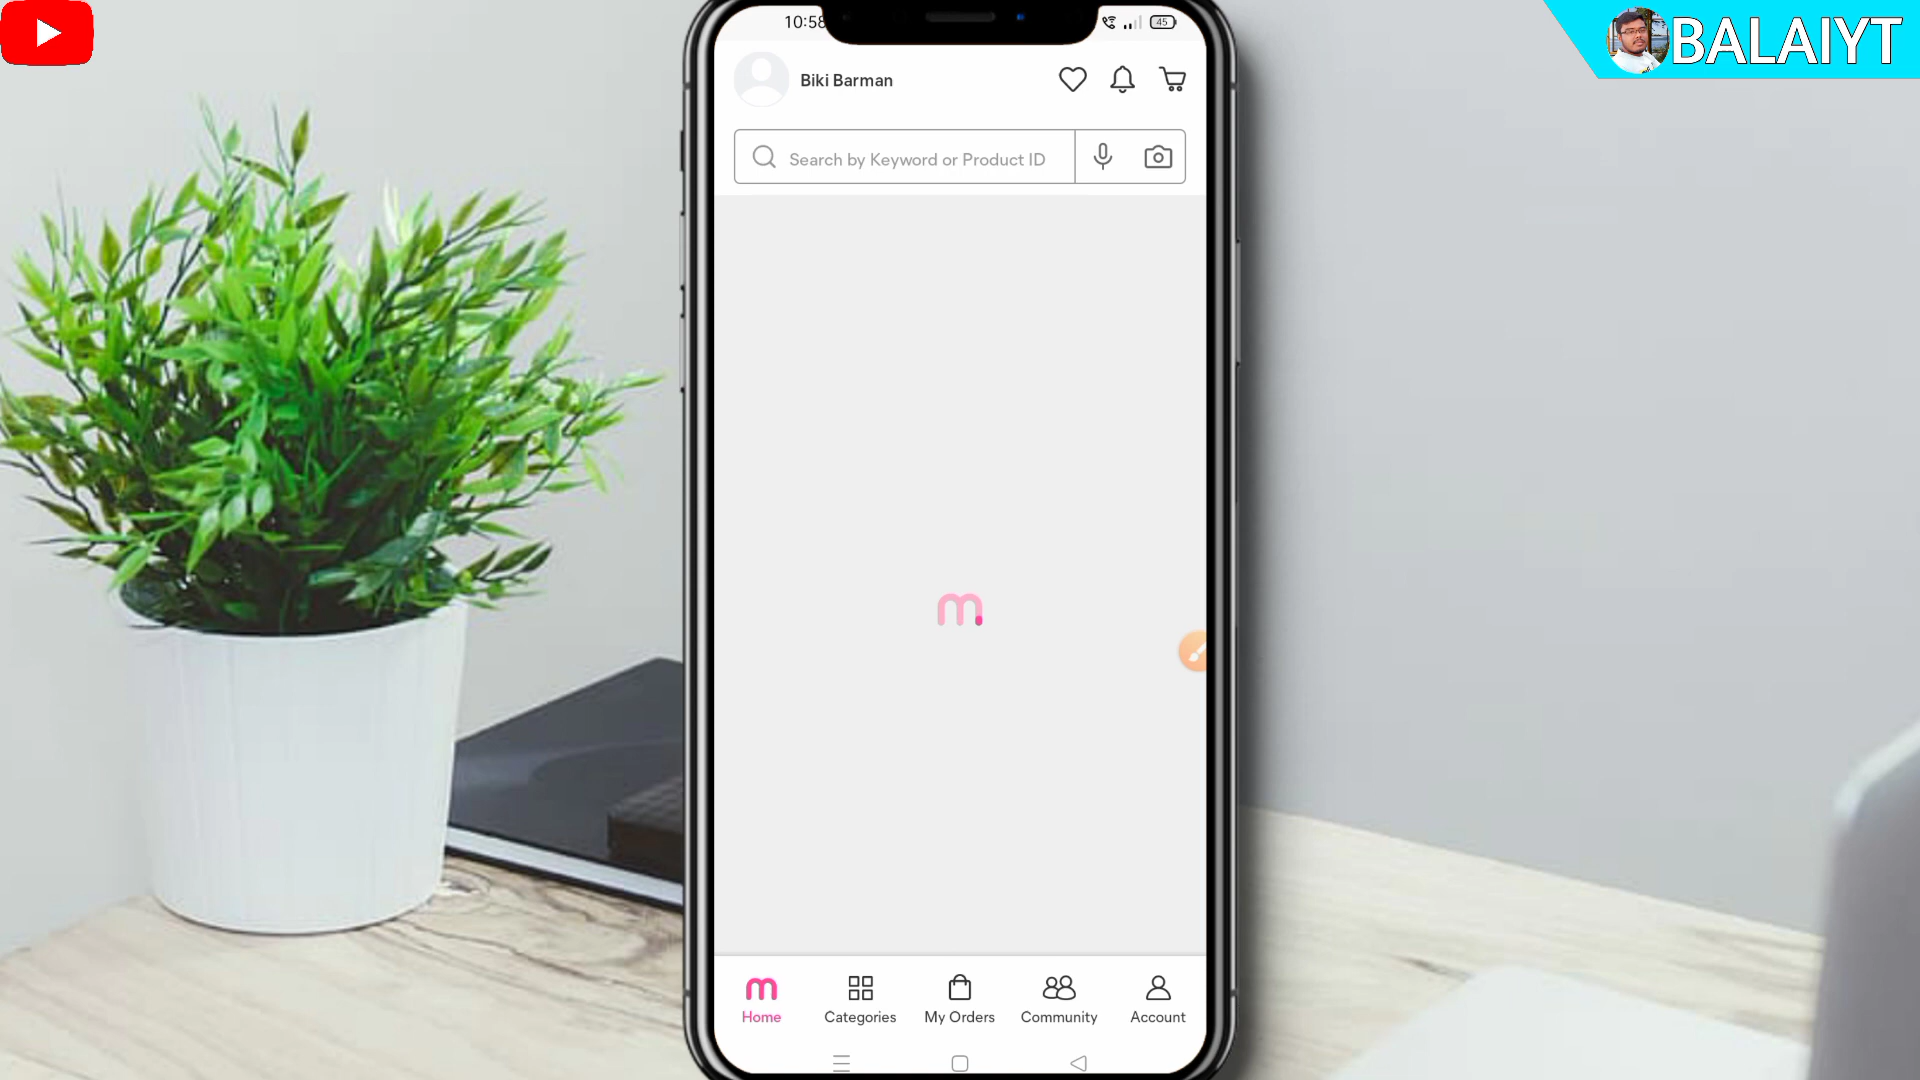 BALAIYT
10:58
45
Biki Barman
Search by Keyword or Product ID
m
m
Home
Categories
My Orders
Community
Account